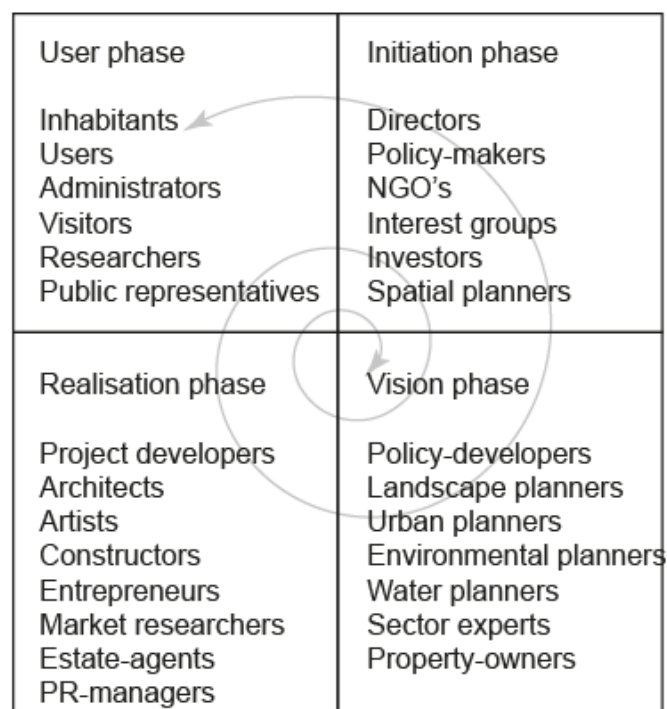 User phase
Inhabitants
Users
Administrators
Visitors
Researchers
Public representatives
Initiation phase
Directors
Policy-makers
NGO's
Interest groups
Investors
Spatial planners
Realisation phase
Project developers
Architects
Artists
Constructors
Entrepreneurs
Market researchers
Estate-agents
PR-managers
Vision phase
Policy-developers
Landscape planners
Urban planners
Environmental planners
Water planners
Sector experts
Property-owners